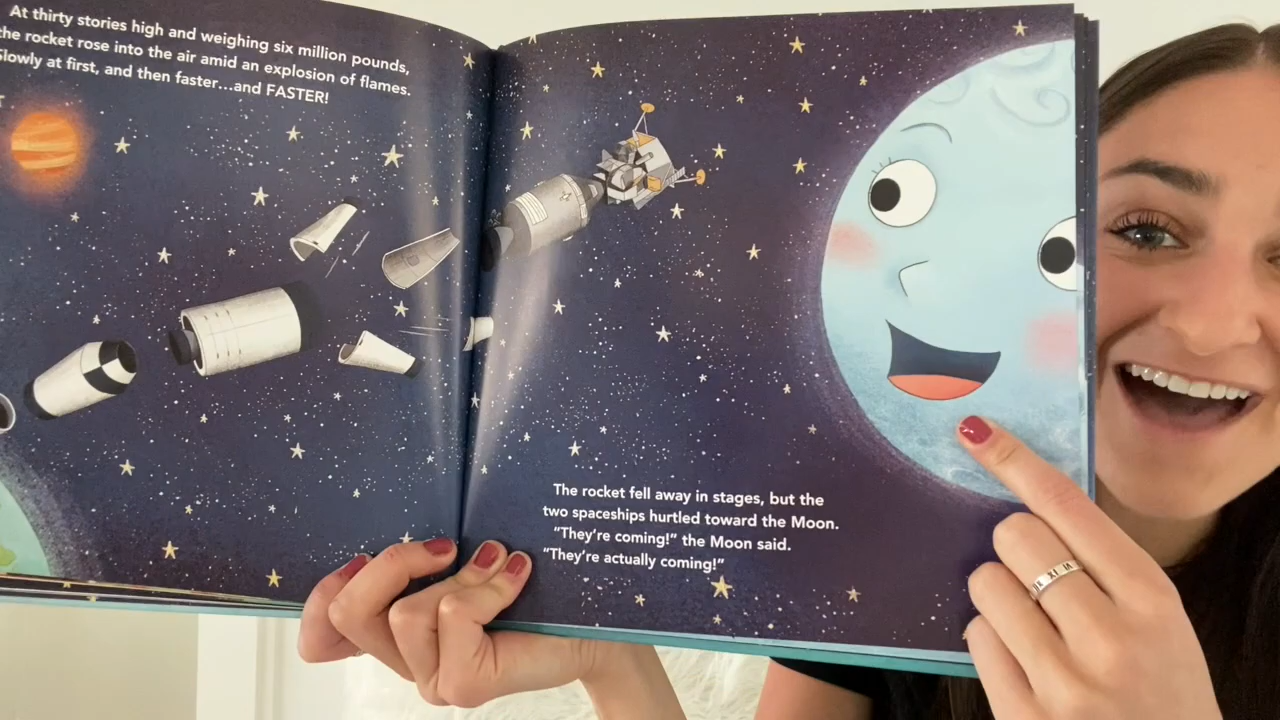 At thirty stories high and weighing six million pounds,
the rocket rose into the air amid an explosion of flames.
Slowly at first, and then faster...and FASTER!
The rocket fell away in stages, but the
two spaceships hurtled toward the Moon.
“They’re coming!” the Moon said.
“They’re actually coming!”